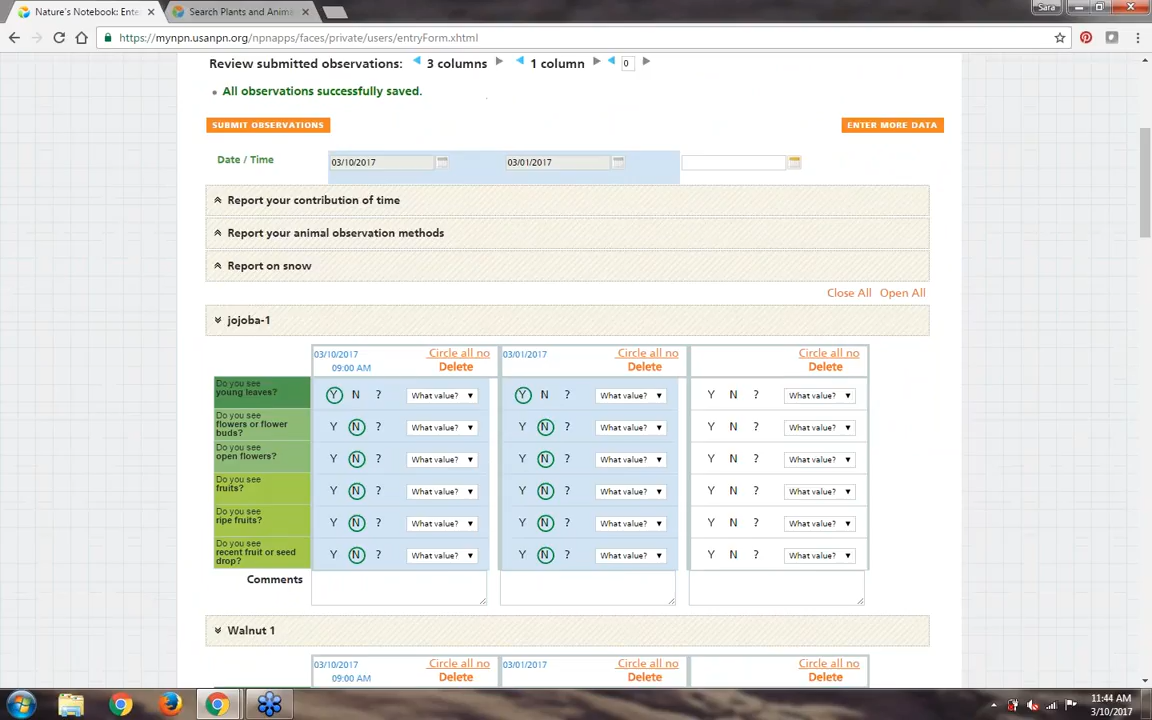 Nature's Notebook: Ente
Search Plants and Anima
Sara
https://mynpn.usanpn.org/npnapps/faces/private/users/entryForm.xhtml
Review submitted observations: 3 columns 1 column 0
All observations successfully saved.
SUBMIT OBSERVATIONS ENTER MORE DATA
Date / Time 03/10/2017 03/01/2017
Report your contribution of time
Report your animal observation methods
Report on snow
Close All Open All
jojoba-1
03/10/2017 Circle all no 03/01/2017 Circle all no Circle all no
09:00 AM Delete Delete Delete
Do you see
young leaves? Y N ? What value? Y N ? What value? Y N ? What value?
Do you see
flowers or flower
buds? Y N ? What value? Y N ? What value? Y N ? What value?
Do you see
open flowers? Y N ? What value? Y N ? What value? Y N ? What value?
Do you see
fruits? Y N ? What value? Y N ? What value? Y N ? What value?
Do you see
ripe fruits? Y N ? What value? Y N ? What value? Y N ? What value?
Do you see
recent fruit or seed
drop? Y N ? What value? Y N ? What value? Y N ? What value?
Comments
Walnut 1
03/10/2017 Circle all no 03/01/2017 Circle all no Circle all no
09:00 AM Delete Delete Delete
11:44 AM
3/10/2017